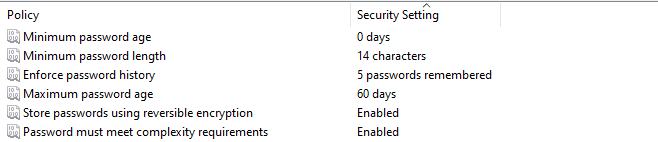 Policy Security Setting
Minimum password age 0 days
Minimum password length 14 characters
Enforce password history 5 passwords remembered
Maximum password age 60 days
Store passwords using reversible encryption Enabled
Password must meet complexity requirements Enabled